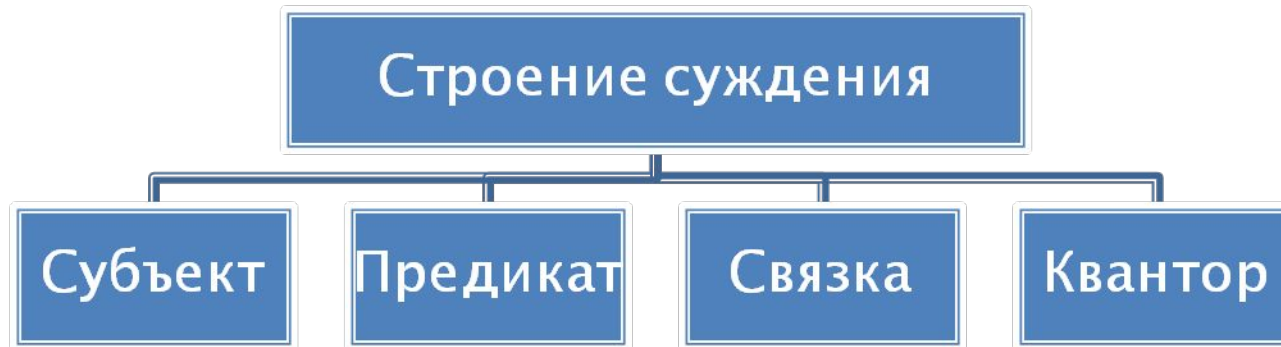 Строение суждения
Субъект
Предикат
Связка
Квантор